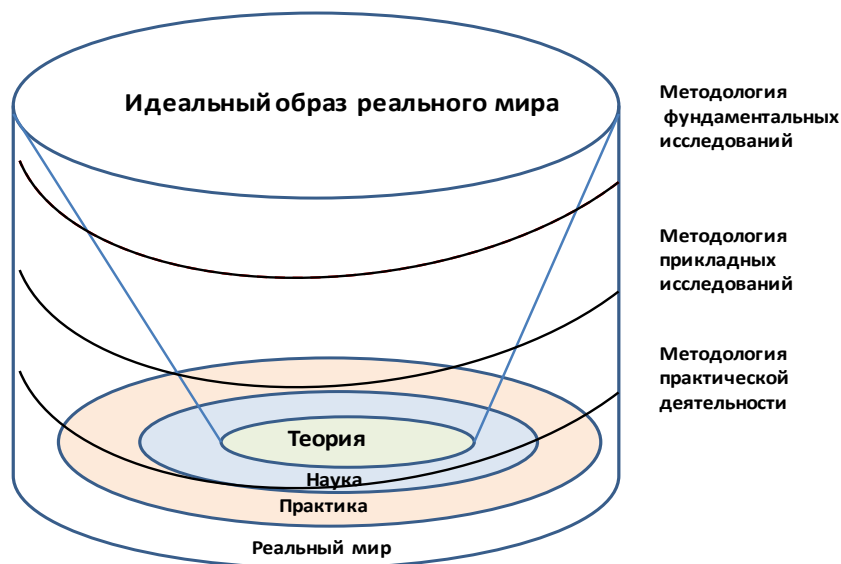 Идеальный образ реального мира
Методология
фундаментальных
исследований
Методология
прикладных
исследований
Методология
практической
деятельности
Теория
Наука
Практика
Реальный мир